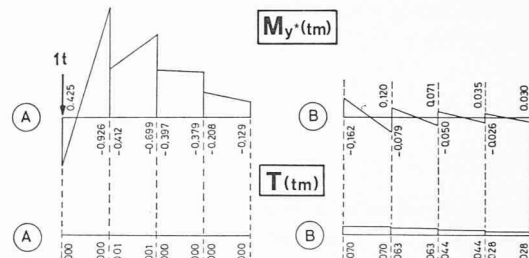 My*(tm)
1t
0.425
-0.926
-0.412
-0.699
-0.397
-0.379
-0.208
-0.129
A
-0,162
0,120
-0,079
0,071
-0,050
0,035
-0,026
0,030
B
T(tm)
A
B